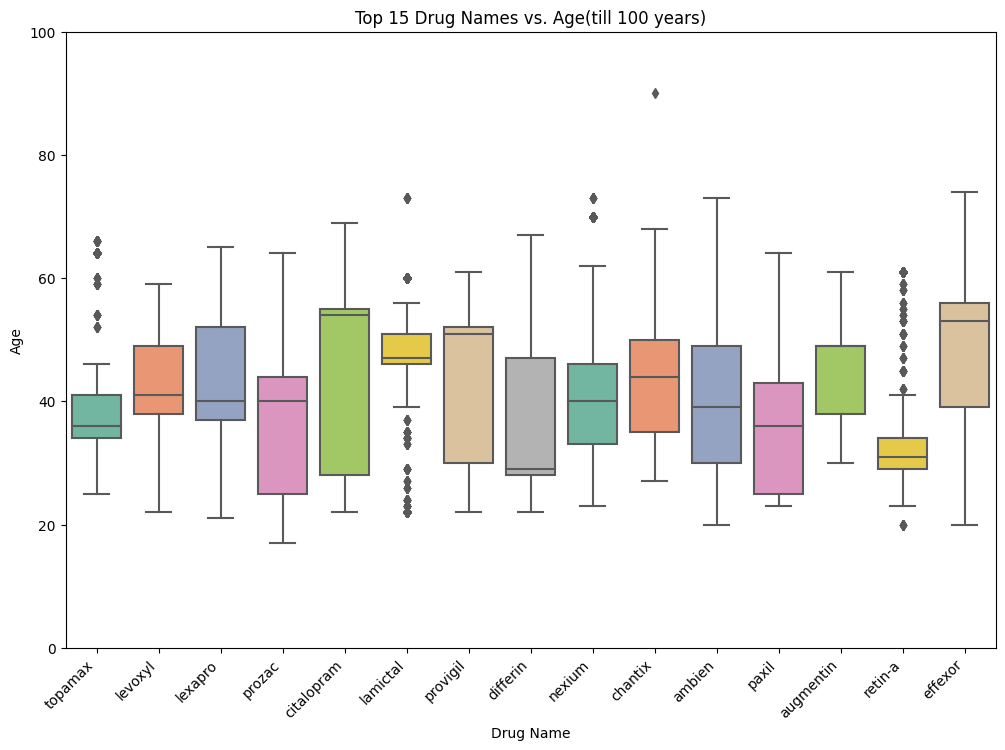 Top 15 Drug Names vs. Age(till 100 years)
Age
100
80
60
40
20
0
topamax
levoxyl
lexapro
prozac
citalopram
lamictal
provigil
differin
nexium
chantix
ambien
paxil
augmentin
retin-a
effexor
Drug Name